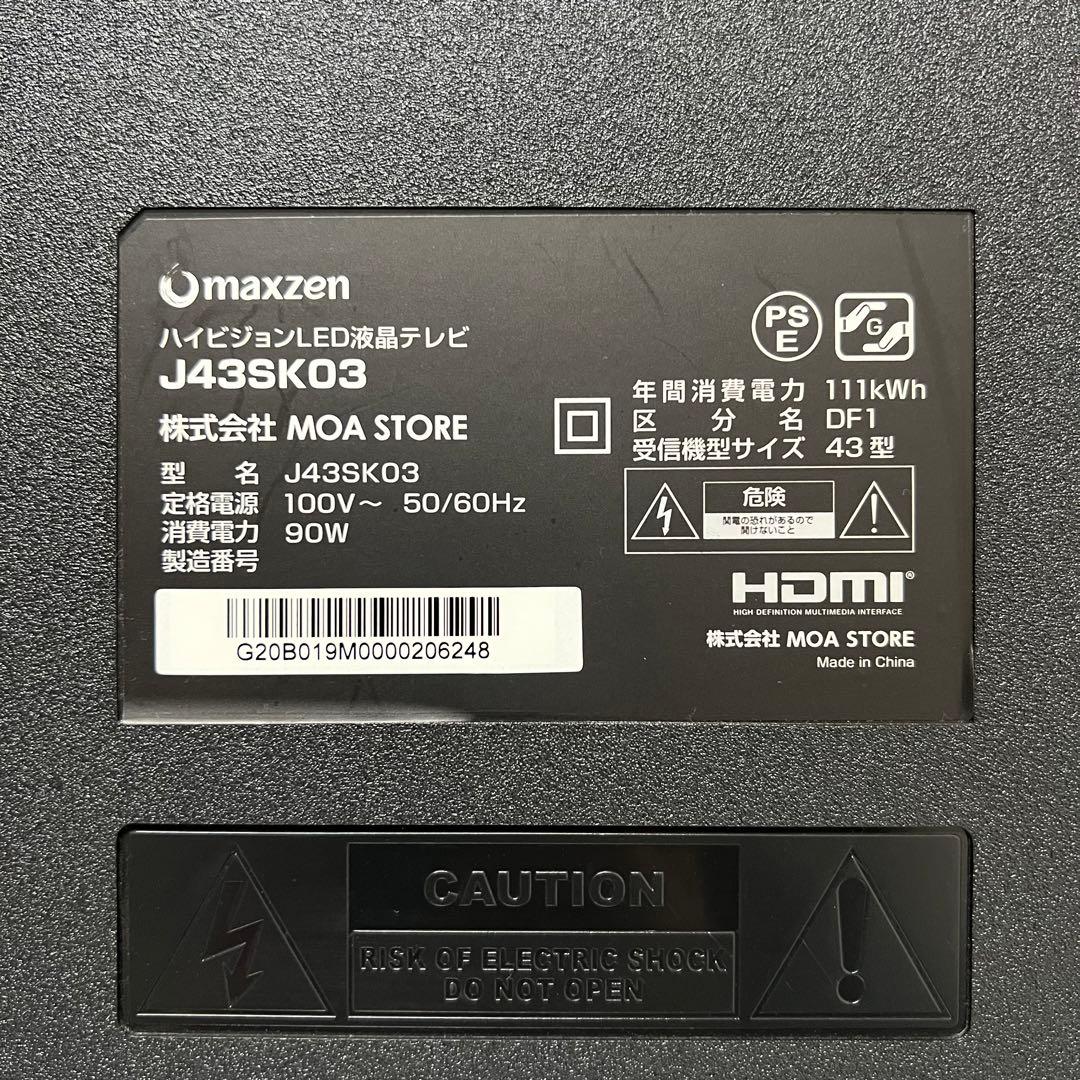 maxzen
ハイビジョンLED液晶テレビ
J43SK03
株式会社 MOA STORE
型名 J43SK03
定格電源 100V～ 50/60Hz
消費電力 90W
製造番号
G20B019M0000206248
PS
E
G
年間消費電力 111kWh
区分名 DF1
受信機型サイズ 43型
危険
関電の恐れがあるので
開けないこと
HDMI®
HIGH DEFINITION MULTIMEDIA INTERFACE
株式会社 MOA STORE
Made in China
CAUTION
RISK OF ELECTRIC SHOCK
DO NOT OPEN